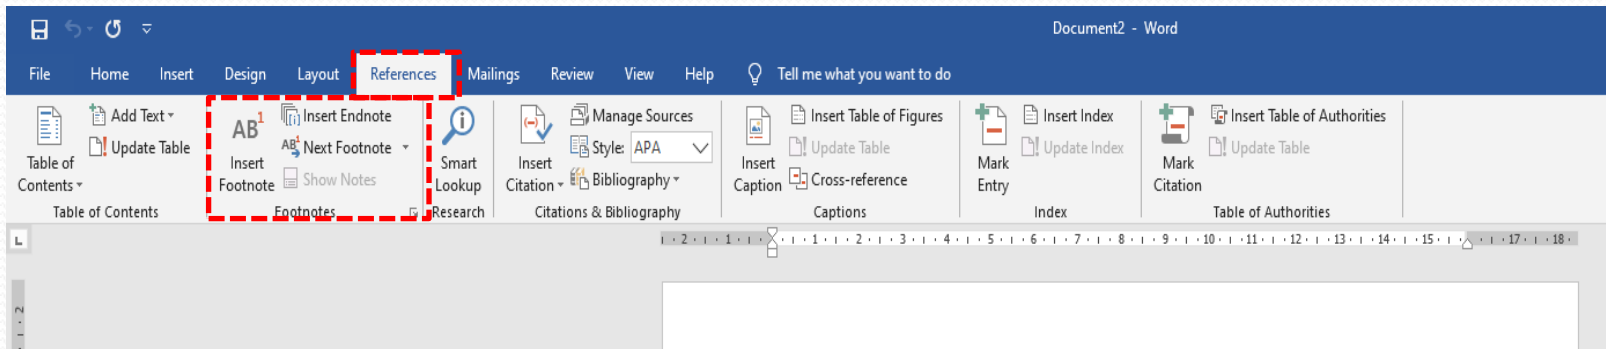 Document2 - Word
File Home Insert Design Layout References Mailings Review View Help Tell me what you want to do
Table of Contents
Add Text
Update Table
Table of Contents
AB1
Insert Footnote
Insert Endnote
AB1 Next Footnote
Show Notes
Footnotes
Smart Lookup
Research
Insert Citation
Manage Sources
Style: APA
Bibliography
Citations & Bibliography
Insert Caption
Insert Table of Figures
Update Table
Cross-reference
Captions
Mark Entry
Insert Index
Update Index
Index
Mark Citation
Insert Table of Authorities
Update Table
Table of Authorities
L
2 1 1 2 3 4 5 6 7 8 9 10 11 12 13 14 15 17 18
2